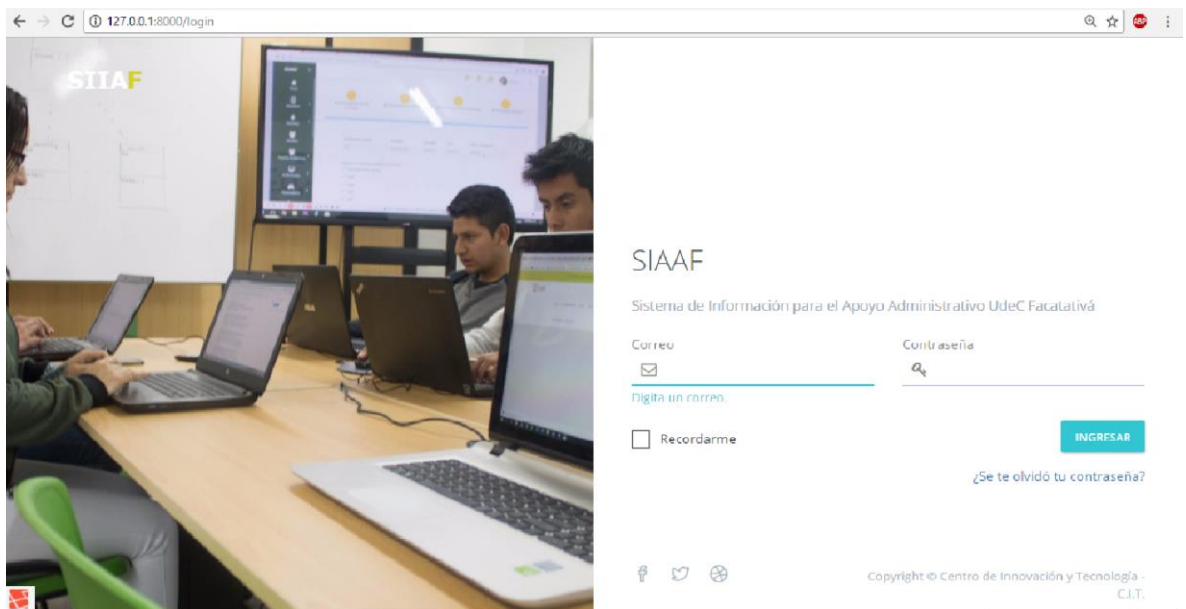 127.0.0.1:8000/login
ABP
SIIAF
SIAAF
Sistema de Información para el Apoyo Administrativo UdeC Facatativá
Correo
Contraseña
Digita un correo.
Recordarme
INGRESAR
¿Se te olvidó tu contraseña?
Copyright © Centro de Innovación y Tecnología -
C.I.T.